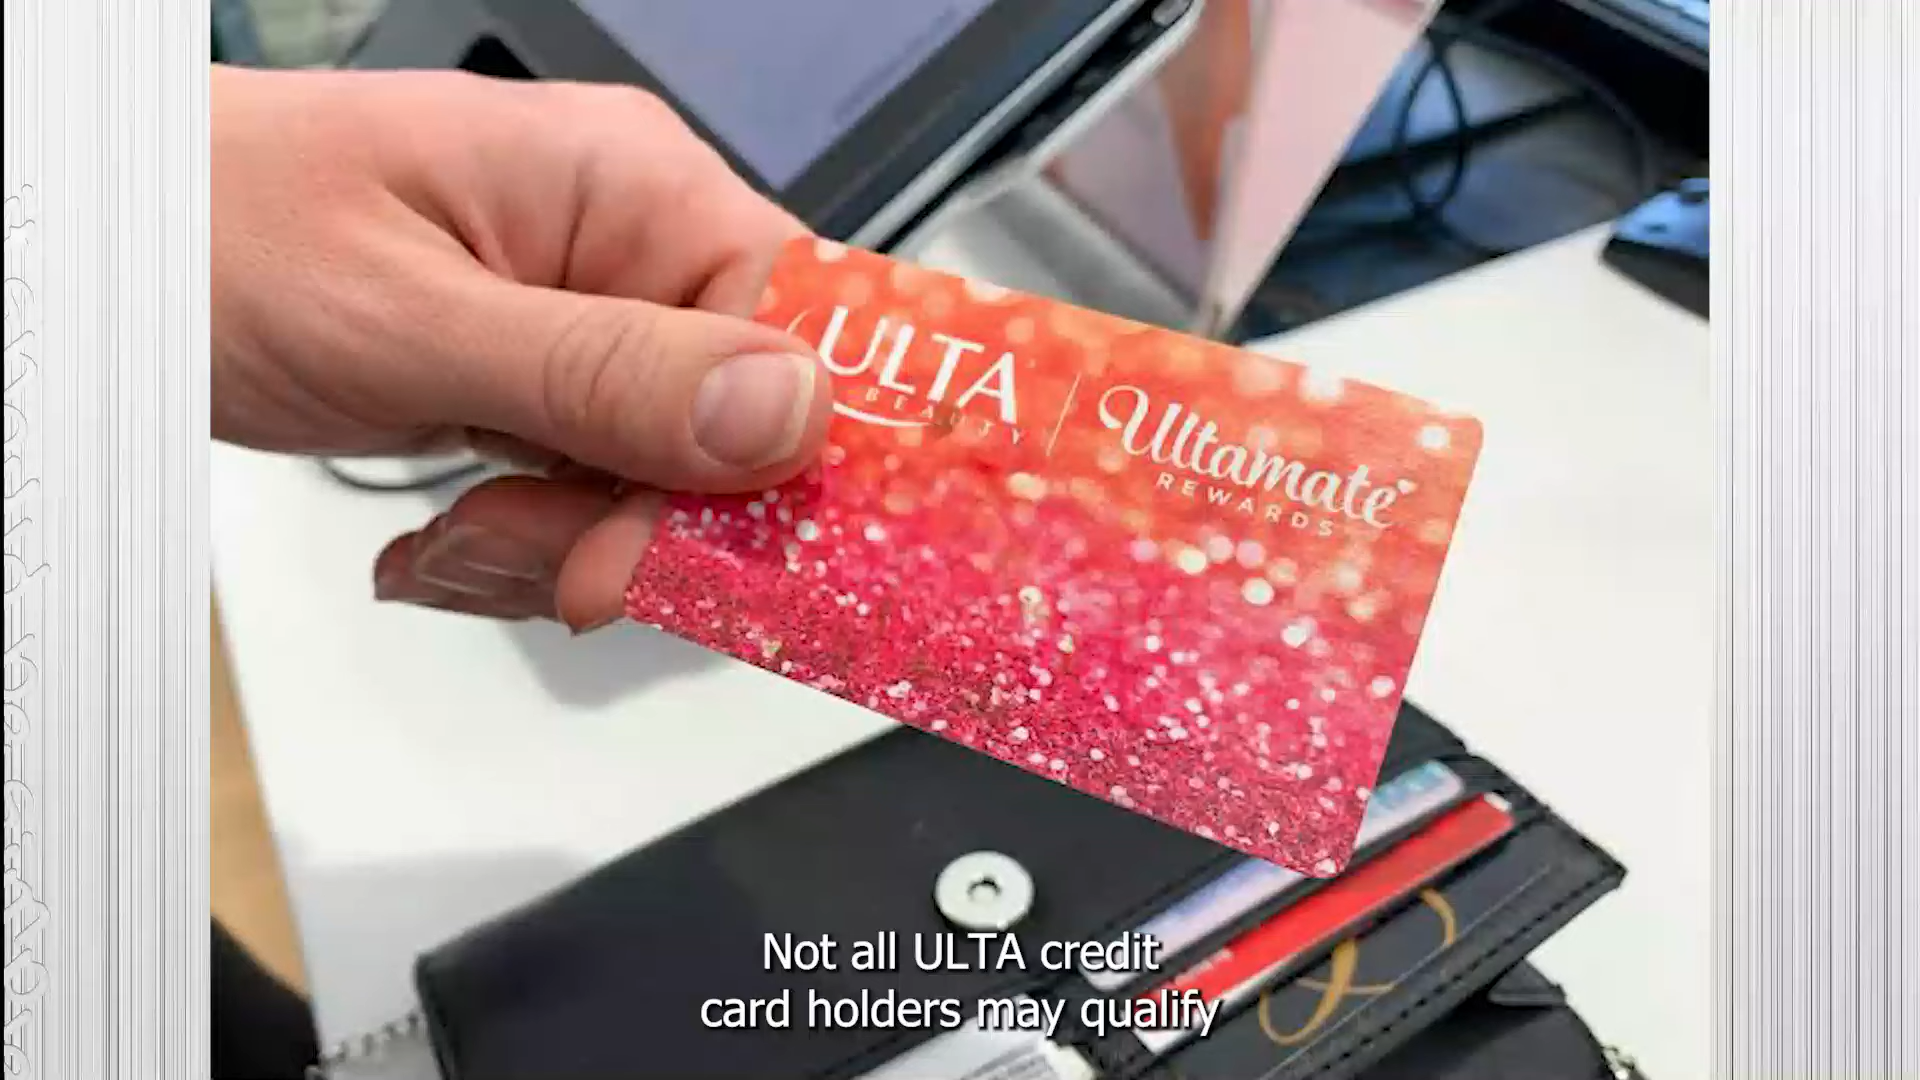 ULTA
BEAUTY
Ultamate
REWARDS
Not all ULTA credit
card holders may qualify